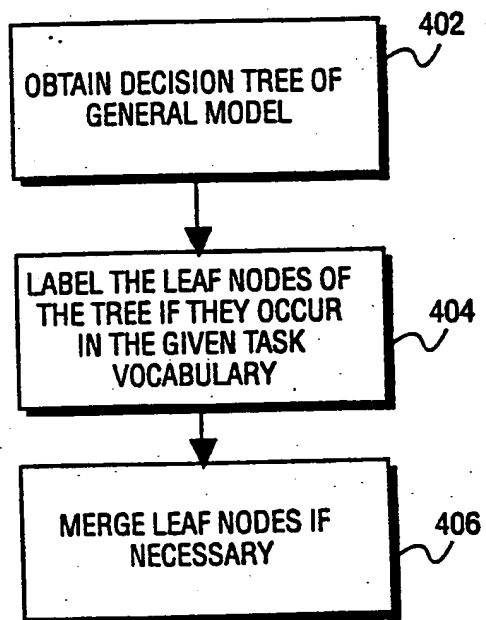 402
OBTAIN DECISION TREE OF
GENERAL MODEL
LABEL THE LEAF NODES OF
THE TREE IF THEY OCCUR
IN THE GIVEN TASK
VOCABULARY
404
MERGE LEAF NODES IF
NECESSARY
406